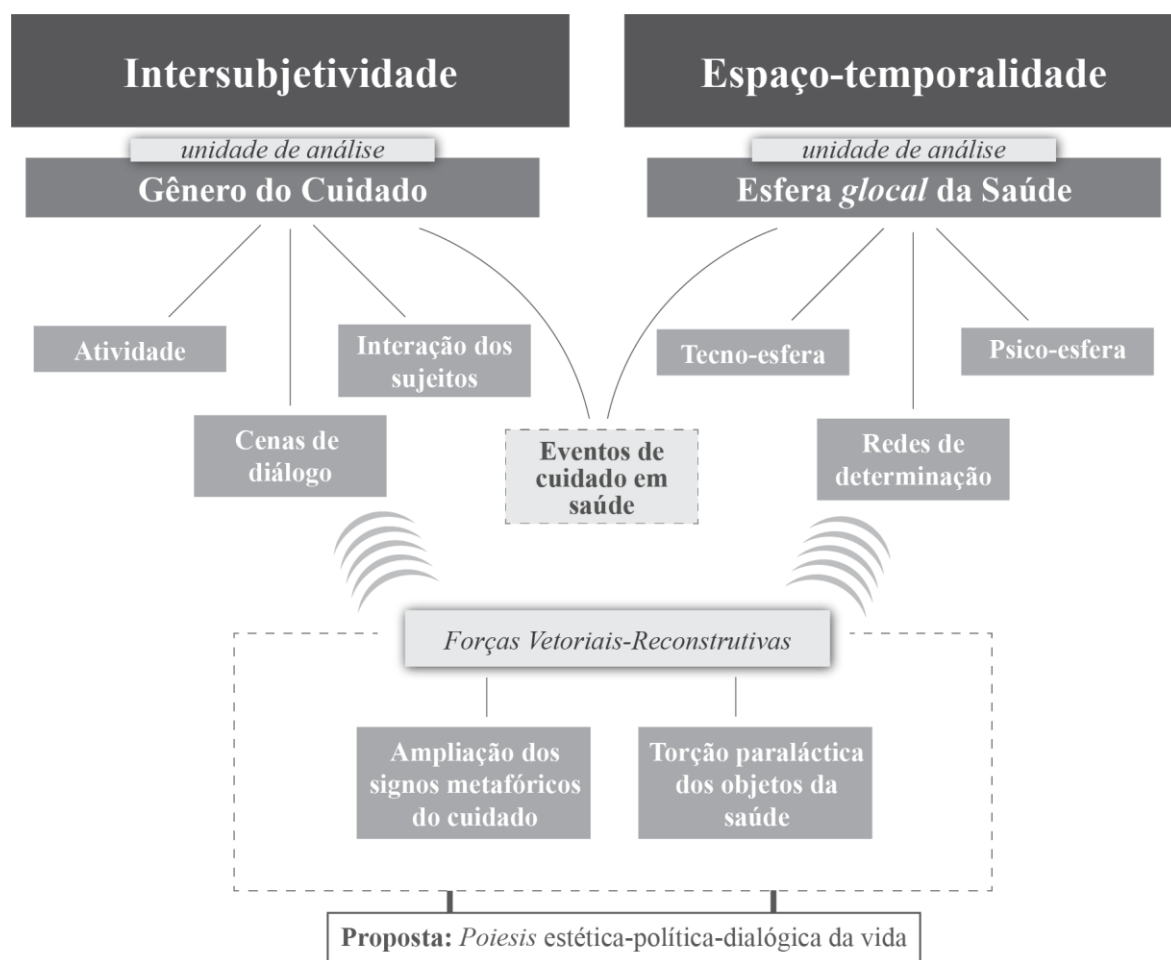 Intersubjetividade
Espaço-temporalidade
unidade de análise
unidade de análise
Gênero do Cuidado
Esfera glocal da Saúde
Atividade
Interação dos
sujeitos
Tecno-esfera
Psico-esfera
Cenas de
diálogo
Eventos de
cuidado em
saúde
Redes de
determinação
Forças Vetoriais-Reconstrutivas
Ampliação dos
signos metafóricos
do cuidado
Torção paraláctica
dos objetos da
saúde
Proposta: Poiesis estética-política-dialógica da vida